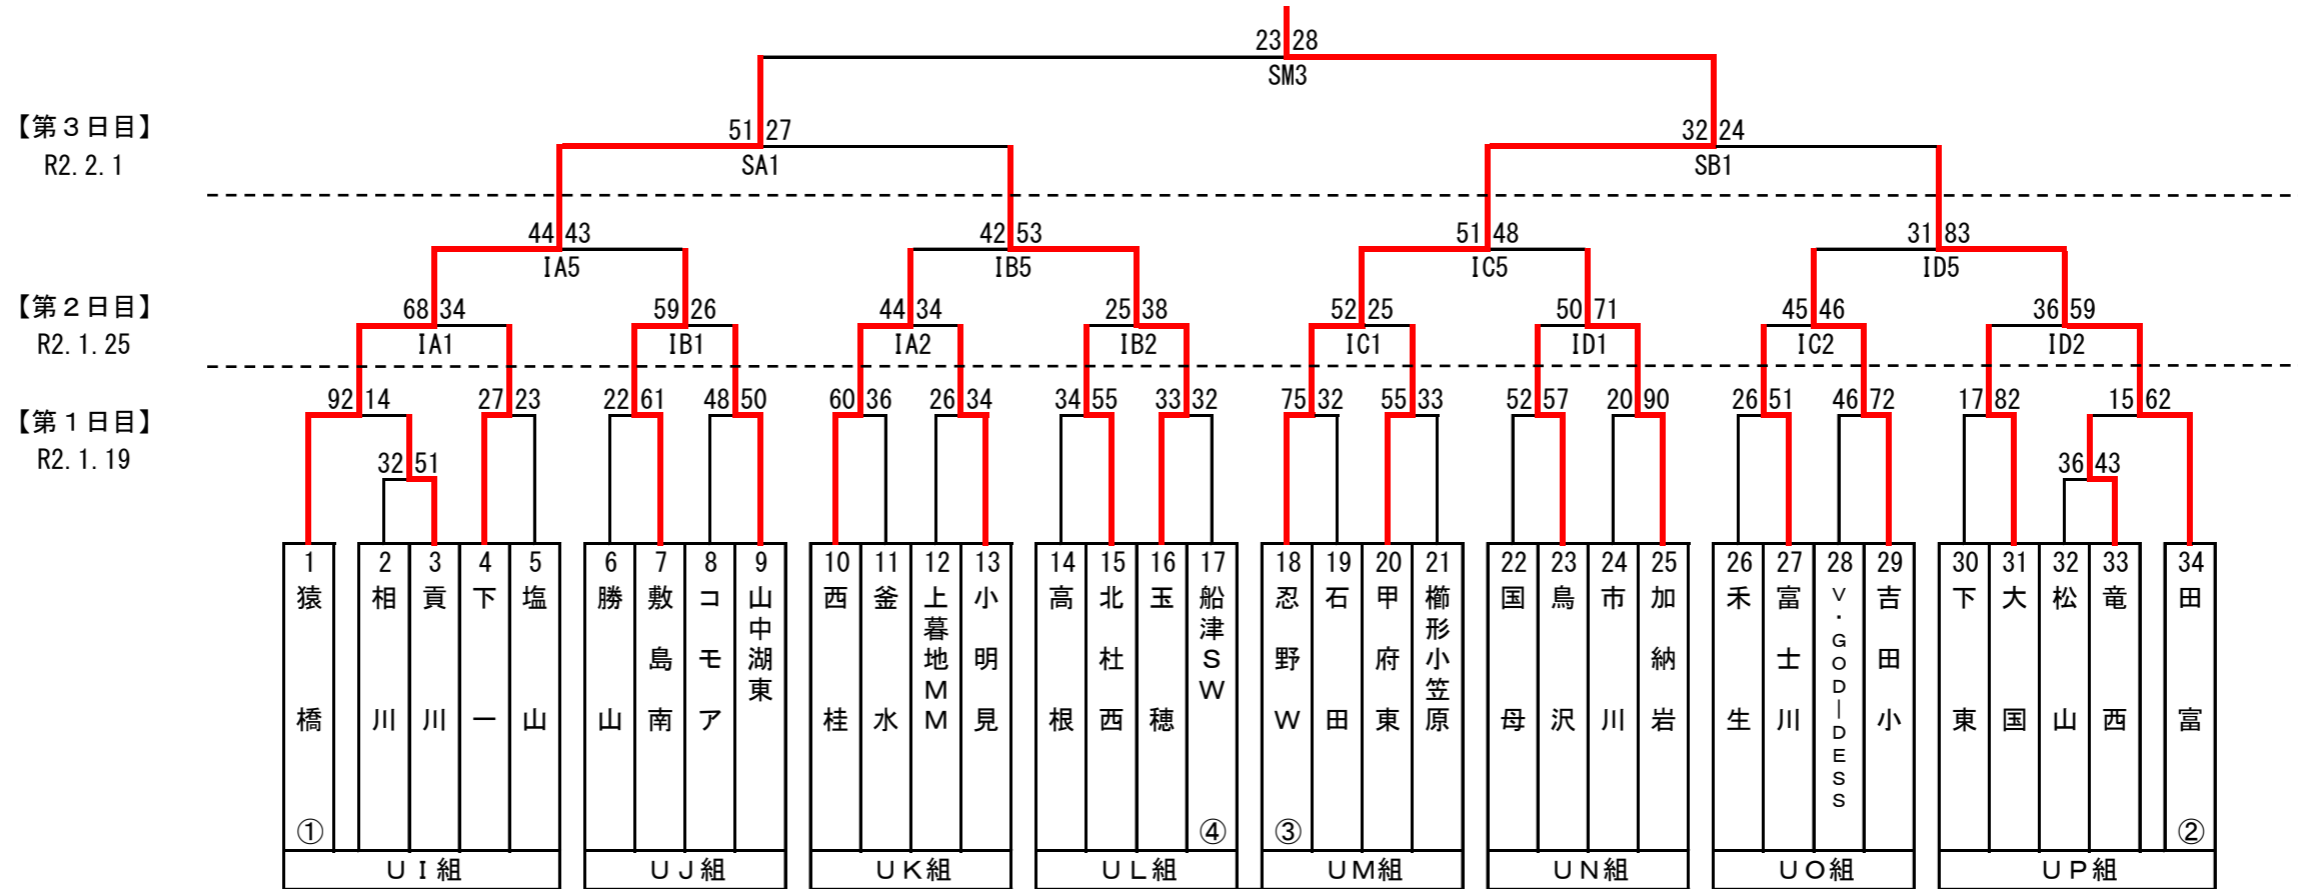 23 28
SM3
【第３日目】
51 27
32 24
R2.2.1
SA1
SB1
44 43
42 53
51 48
31 83
IA5
IB5
IC5
ID5
【第２日目】
68 34
59 26
44 34
25 38
52 25
50 71
45 46
36 59
R2.1.25
IA1
IB1
IA2
IB2
IC1
ID1
IC2
ID2
【第１日目】
92 14
27 23
22 61
48 50
60 36
26 34
34 55
33 32
75 32
55 33
52 57
20 90
26 51
46 72
17 82
15 62
R2.1.19
32 51
36 43
1 猿橋 ①
2 相川
3 貢川
4 下一
5 塩山
6 勝山
7 敷島南
8 コモア
9 山中湖東
10 西桂
11 釜水
12 上暮地ＭＭ
13 小明見
14 高根
15 北杜西
16 玉穂
17 船津ＳＷ ④
18 忍野Ｗ ③
19 石田
20 甲府東
21 櫛形小笠原
22 国母
23 鳥沢
24 市川
25 加納岩
26 禾生
27 富士川
28 Ｖ・ＧＯＤ―ＤＥＳＳ
29 吉田小
30 下東
31 大国
32 松山
33 竜西
34 田富 ②
ＵＩ組
ＵＪ組
ＵＫ組
ＵＬ組
ＵＭ組
ＵＮ組
ＵＯ組
ＵＰ組